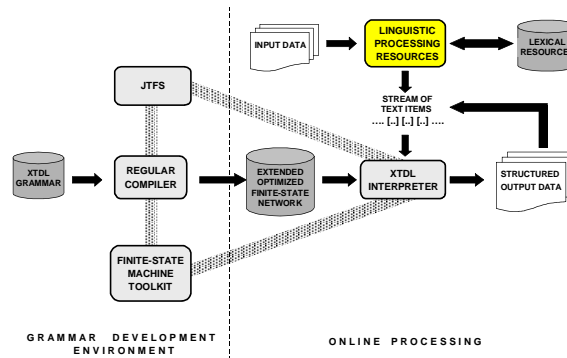 INPUT DATA
LINGUISTIC
PROCESSING
RESOURCES
LEXICAL
RESOURCE
JTFS
STREAM OF
TEXT ITEMS
.... [..] [..] [..] ....
XTDL
GRAMMAR
REGULAR
COMPILER
EXTENDED
OPTIMIZED
FINITE-STATE
NETWORK
XTDL
INTERPRETER
STRUCTURED
OUTPUT DATA
FINITE-STATE
MACHINE
TOOLKIT
GRAMMAR DEVELOPMENT
ENVIRONMENT
ONLINE PROCESSING